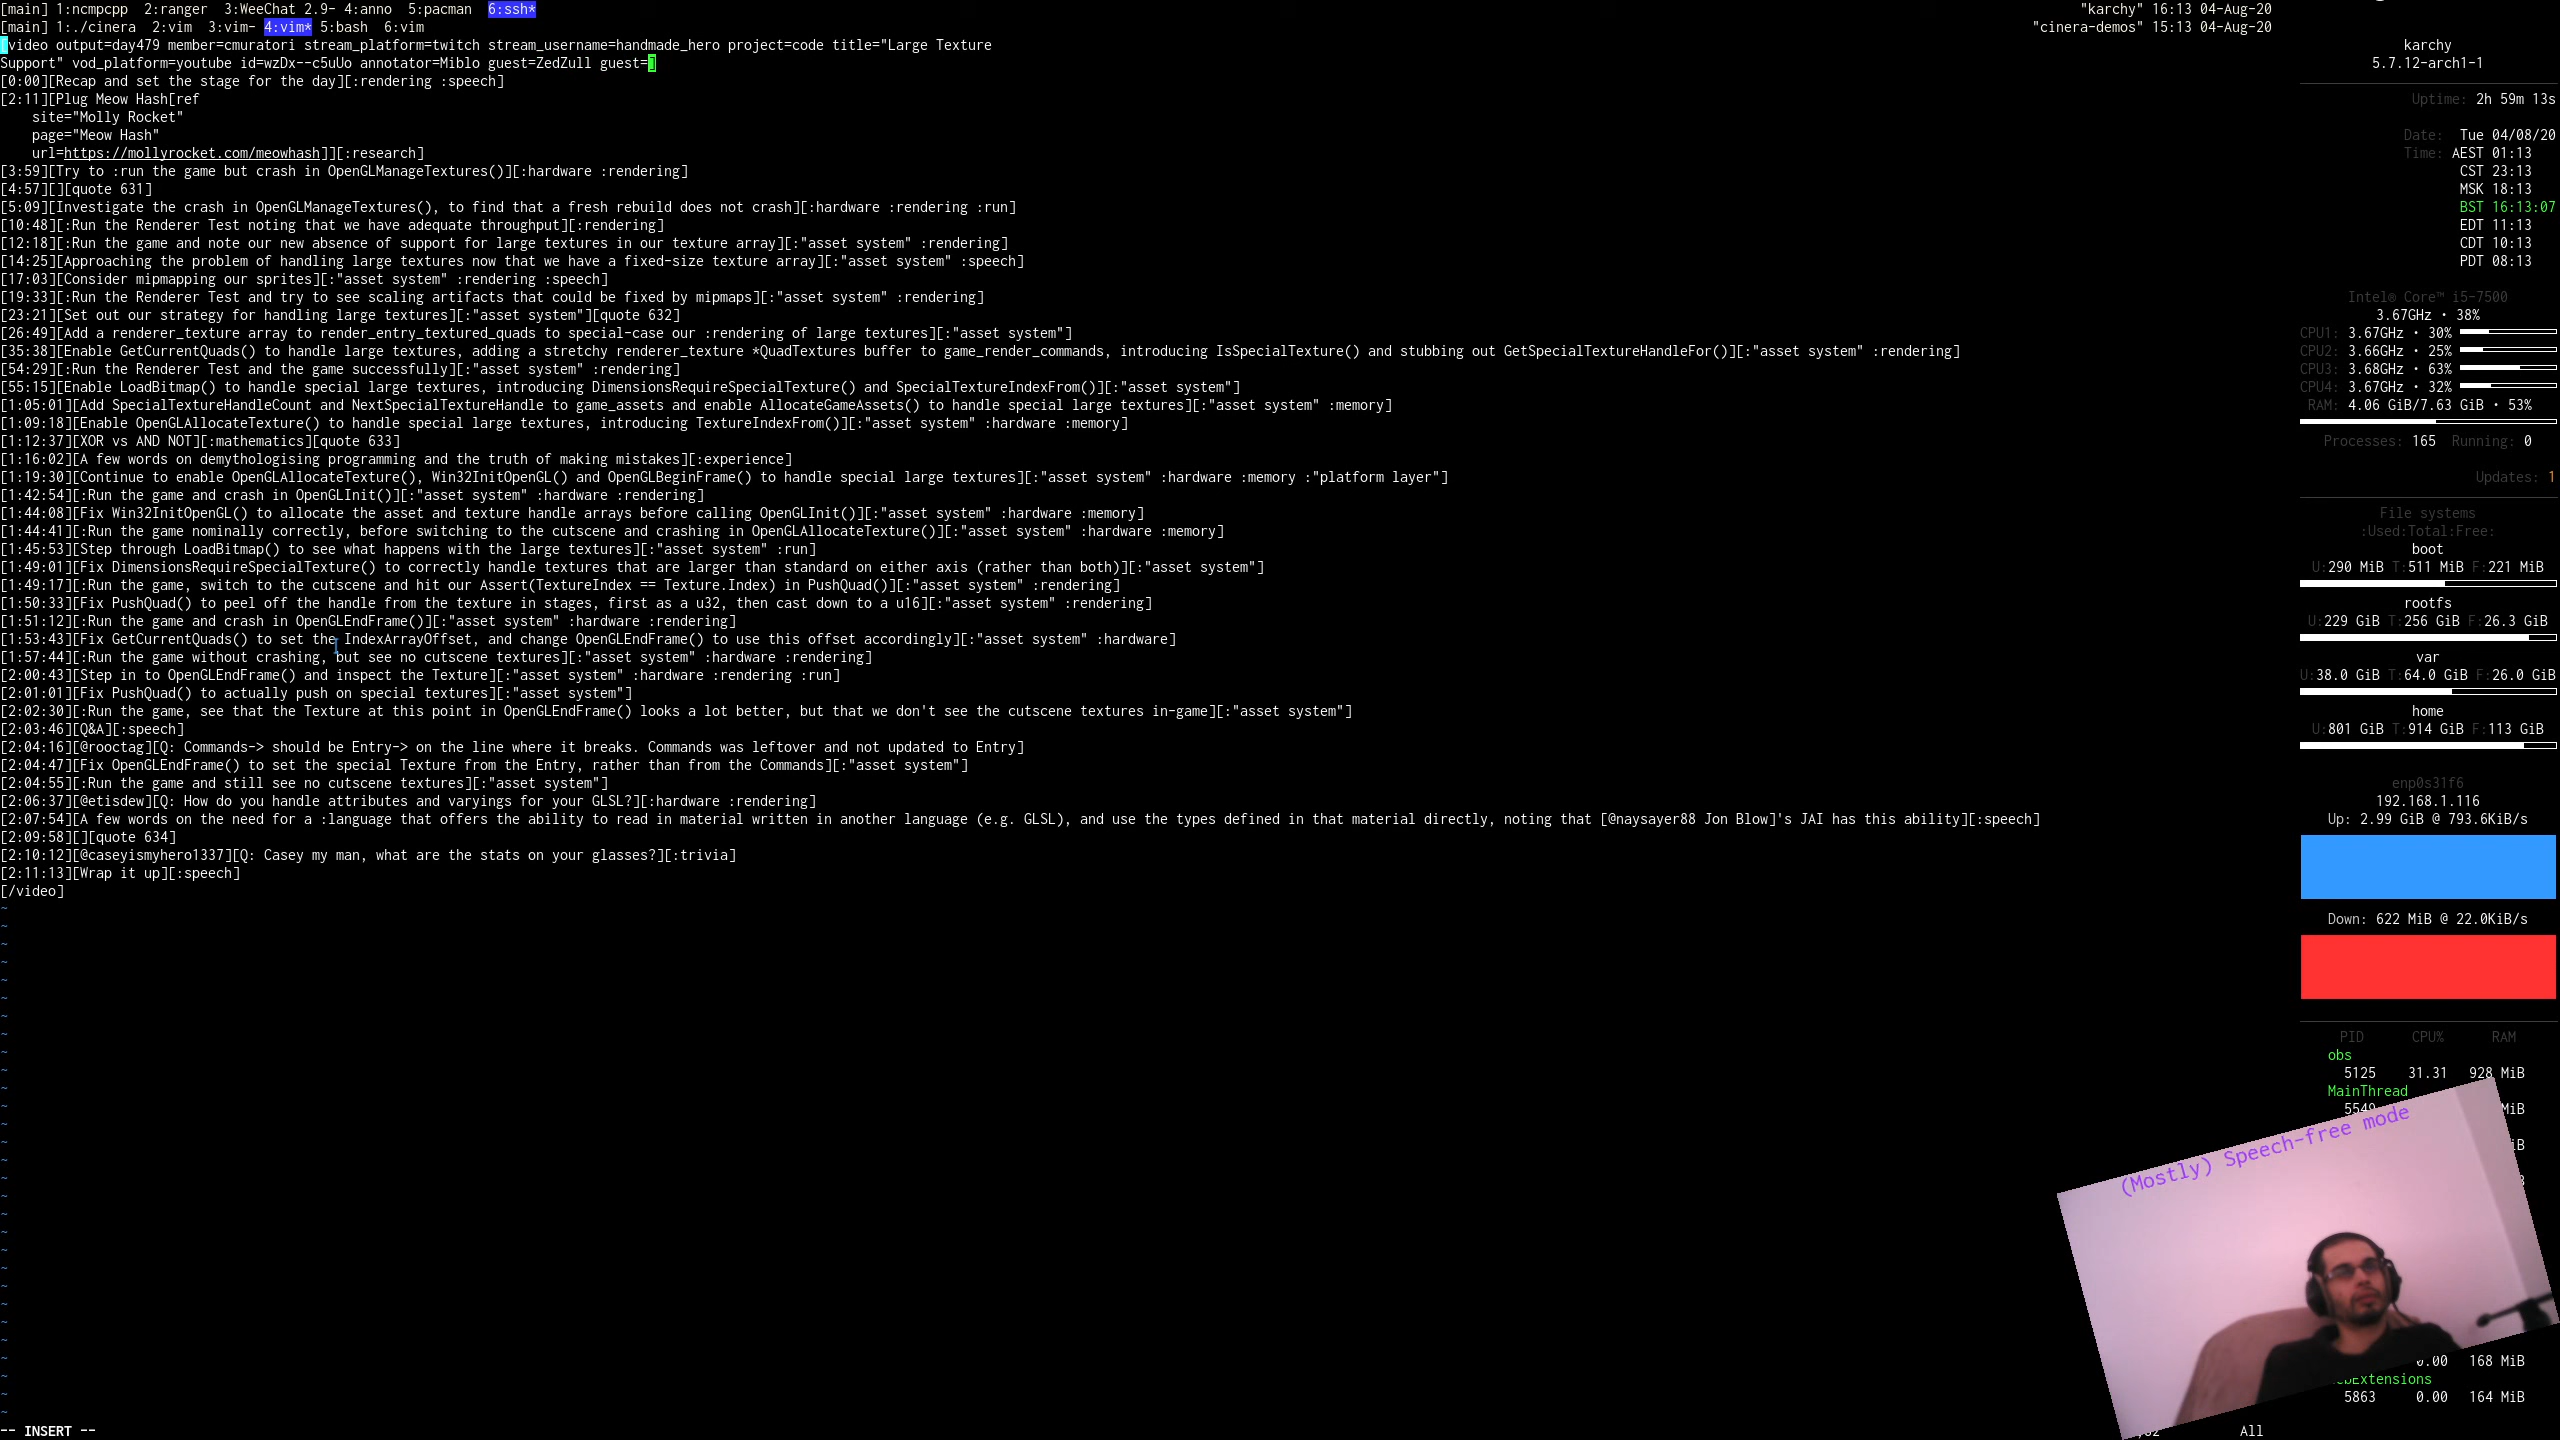 [main] 1:ncmpcpp  2:ranger  3:WeeChat 2.9- 4:anno  5:pacman  6:ssh*
"karchy" 16:13 04-Aug-20
[main] 1:./cinera  2:vim  3:vim- 4:vim* 5:bash  6:vim
"cinera-demos" 15:13 04-Aug-20
[video output=day479 member=cmuratori stream_platform=twitch stream_username=handmade_hero project=code title="Large Texture
Support" vod_platform=youtube id=wzDx--c5uUo annotator=Miblo guest=ZedZull guest=]
[0:00][Recap and set the stage for the day][:rendering :speech]
[2:11][Plug Meow Hash[ref
    site="Molly Rocket"
    page="Meow Hash"
    url=https://mollyrocket.com/meowhash]][:research]
[3:59][Try to :run the game but crash in OpenGLManageTextures()][:hardware :rendering]
[4:57][][quote 631]
[5:09][Investigate the crash in OpenGLManageTextures(), to find that a fresh rebuild does not crash][:hardware :rendering :run]
[10:48][:Run the Renderer Test noting that we have adequate throughput][:rendering]
[12:18][:Run the game and note our new absence of support for large textures in our texture array][:"asset system" :rendering]
[14:25][Approaching the problem of handling large textures now that we have a fixed-size texture array][:"asset system" :speech]
[17:03][Consider mipmapping our sprites][:"asset system" :rendering :speech]
[19:33][:Run the Renderer Test and try to see scaling artifacts that could be fixed by mipmaps][:"asset system" :rendering]
[23:21][Set out our strategy for handling large textures][:"asset system"][quote 632]
[26:49][Add a renderer_texture array to render_entry_textured_quads to special-case our :rendering of large textures][:"asset system"]
[35:38][Enable GetCurrentQuads() to handle large textures, adding a stretchy renderer_texture *QuadTextures buffer to game_render_commands, introducing IsSpecialTexture() and stubbing out GetSpecialTextureHandleFor()][:"asset system" :rendering]
[54:29][:Run the Renderer Test and the game successfully][:"asset system" :rendering]
[55:15][Enable LoadBitmap() to handle special large textures, introducing DimensionsRequireSpecialTexture() and SpecialTextureIndexFrom()][:"asset system"]
[1:05:01][Add SpecialTextureHandleCount and NextSpecialTextureHandle to game_assets and enable AllocateGameAssets() to handle special large textures][:"asset system" :memory]
[1:09:18][Enable OpenGLAllocateTexture() to handle special large textures, introducing TextureIndexFrom()][:"asset system" :hardware :memory]
[1:12:37][XOR vs AND NOT][:mathematics][quote 633]
[1:16:02][A few words on demythologising programming and the truth of making mistakes][:experience]
[1:19:30][Continue to enable OpenGLAllocateTexture(), Win32InitOpenGL() and OpenGLBeginFrame() to handle special large textures][:"asset system" :hardware :memory :"platform layer"]
[1:42:54][:Run the game and crash in OpenGLInit()][:"asset system" :hardware :rendering]
[1:44:08][Fix Win32InitOpenGL() to allocate the asset and texture handle arrays before calling OpenGLInit()][:"asset system" :hardware :memory]
[1:44:41][:Run the game nominally correctly, before switching to the cutscene and crashing in OpenGLAllocateTexture()][:"asset system" :hardware :memory]
[1:45:53][Step through LoadBitmap() to see what happens with the large textures][:"asset system" :run]
[1:49:01][Fix DimensionsRequireSpecialTexture() to correctly handle textures that are larger than standard on either axis (rather than both)][:"asset system"]
[1:49:17][:Run the game, switch to the cutscene and hit our Assert(TextureIndex == Texture.Index) in PushQuad()][:"asset system" :rendering]
[1:50:33][Fix PushQuad() to peel off the handle from the texture in stages, first as a u32, then cast down to a u16][:"asset system" :rendering]
[1:51:12][:Run the game and crash in OpenGLEndFrame()][:"asset system" :hardware :rendering]
[1:53:43][Fix GetCurrentQuads() to set the IndexArrayOffset, and change OpenGLEndFrame() to use this offset accordingly][:"asset system" :hardware]
[1:57:44][:Run the game without crashing, but see no cutscene textures][:"asset system" :hardware :rendering]
[2:00:43][Step in to OpenGLEndFrame() and inspect the Texture][:"asset system" :hardware :rendering :run]
[2:01:01][Fix PushQuad() to actually push on special textures][:"asset system"]
[2:02:30][:Run the game, see that the Texture at this point in OpenGLEndFrame() looks a lot better, but that we don't see the cutscene textures in-game][:"asset system"]
[2:03:46][Q&A][:speech]
[2:04:16][@rooctag][Q: Commands-> should be Entry-> on the line where it breaks. Commands was leftover and not updated to Entry]
[2:04:47][Fix OpenGLEndFrame() to set the special Texture from the Entry, rather than from the Commands][:"asset system"]
[2:04:55][:Run the game and still see no cutscene textures][:"asset system"]
[2:06:37][@etisdew][Q: How do you handle attributes and varyings for your GLSL?][:hardware :rendering]
[2:07:54][A few words on the need for a :language that offers the ability to read in material written in another language (e.g. GLSL), and use the types defined in that material directly, noting that [@naysayer88 Jon Blow]'s JAI has this ability][:speech]
[2:09:58][][quote 634]
[2:10:12][@caseyismyhero1337][Q: Casey my man, what are the stats on your glasses?][:trivia]
[2:11:13][Wrap it up][:speech]
[/video]
-- INSERT --
All
karchy
5.7.12-arch1-1
Uptime: 2h 59m 13s
Date: Tue 04/08/20
Time: AEST 01:13
CST 23:13
MSK 18:13
BST 16:13:07
EDT 11:13
CDT 10:13
PDT 08:13
Intel® Core™ i5-7500
3.67GHz · 38%
CPU1: 3.67GHz · 30%
CPU2: 3.66GHz · 25%
CPU3: 3.68GHz · 63%
CPU4: 3.67GHz · 32%
RAM: 4.06 GiB/7.63 GiB · 53%
Processes: 165  Running: 0
Updates: 1
File systems
:Used:Total:Free:
boot
U:290 MiB T:511 MiB F:221 MiB
rootfs
U:229 GiB T:256 GiB F:26.3 GiB
var
U:38.0 GiB T:64.0 GiB F:26.0 GiB
home
U:801 GiB T:914 GiB F:113 GiB
enp0s31f6
192.168.1.116
Up: 2.99 GiB @ 793.6KiB/s
Down: 622 MiB @ 22.0KiB/s
PID CPU% RAM
obs
5125 31.31 928 MiB
MainThread
MiB
(Mostly) Speech-free mode
0.00 168 MiB
5863 0.00 164 MiB